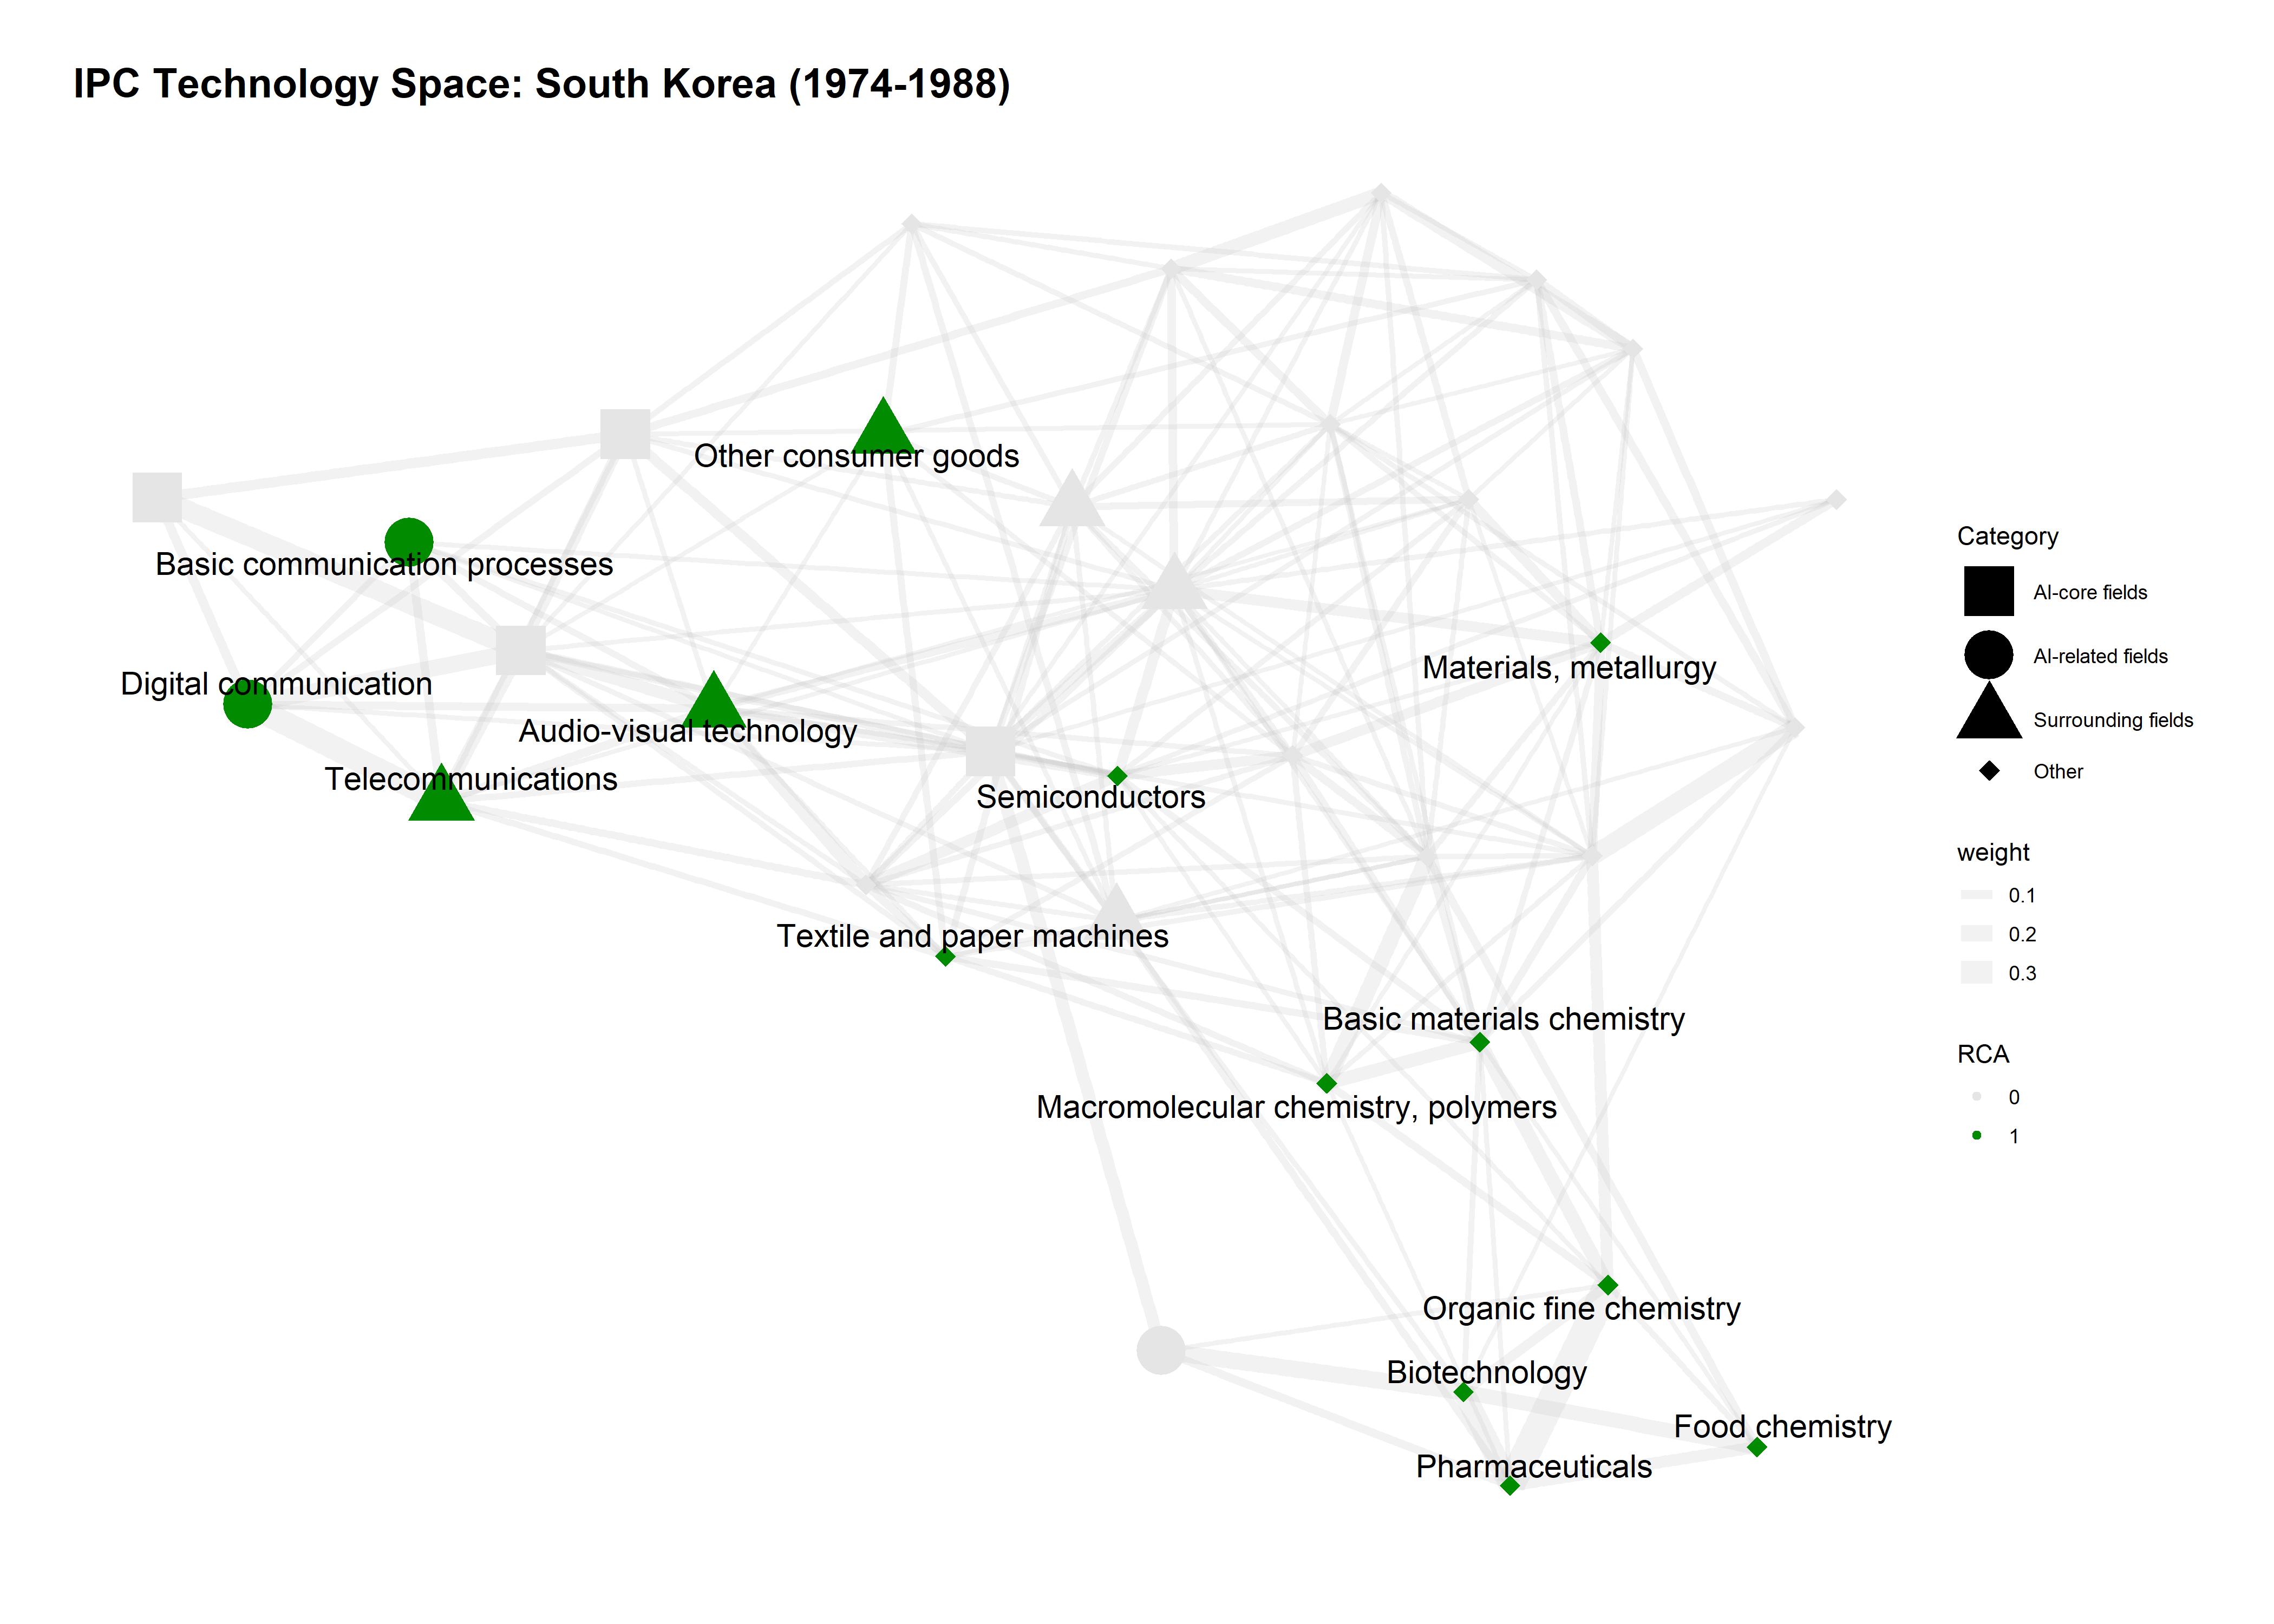 IPC Technology Space: South Korea (1974-1988)
Other consumer goods
Basic communication processes
Digital communication
Audio-visual technology
Telecommunications
Materials, metallurgy
Semiconductors
Textile and paper machines
Basic materials chemistry
Macromolecular chemistry, polymers
Organic fine chemistry
Biotechnology
Food chemistry
Pharmaceuticals
Category
AI-core fields
AI-related fields
Surrounding fields
Other
weight
0.1
0.2
0.3
RCA
0
1